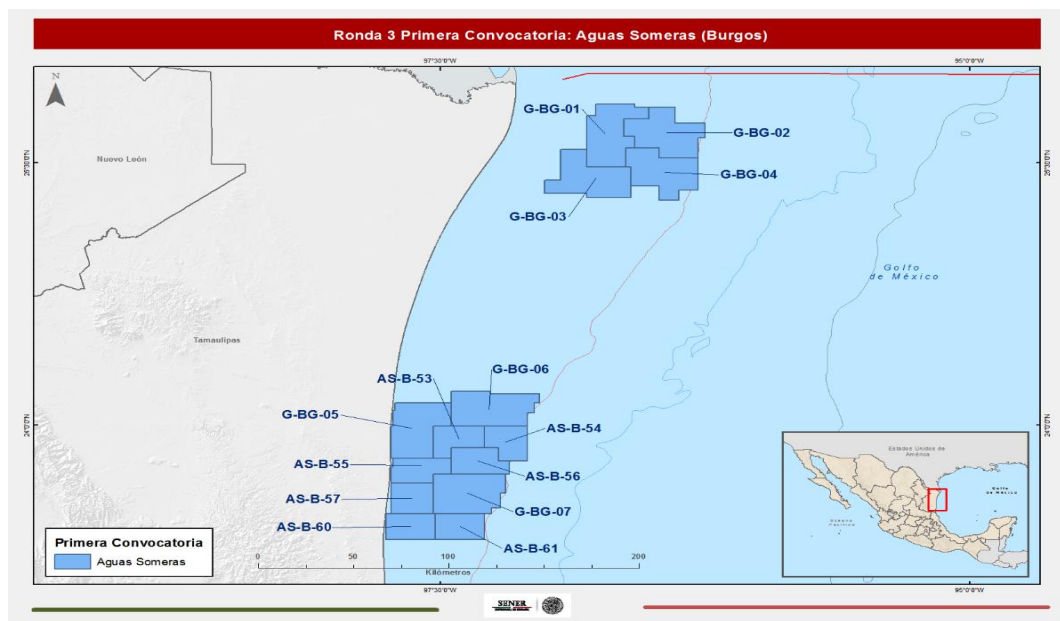 Ronda 3 Primera Convocatoria: Aguas Someras (Burgos)
97°30'0"W
95°0'0"W
N
G-BG-01
G-BG-02
Nuevo León
25°30'0"N
25°30'0"N
G-BG-04
G-BG-03
Golfo
de México
Tamaulipas
G-BG-06
AS-B-53
G-BG-05
24°0'0"N
24°0'0"N
AS-B-54
AS-B-55
AS-B-56
AS-B-57
G-BG-07
AS-B-60
AS-B-61
Estados Unidos de
América
Golfo
de México
Océano
Pacífico
Primera Convocatoria
Aguas Someras
0
50
100
200
Kilómetros
97°30'0"W
95°0'0"W
SENER